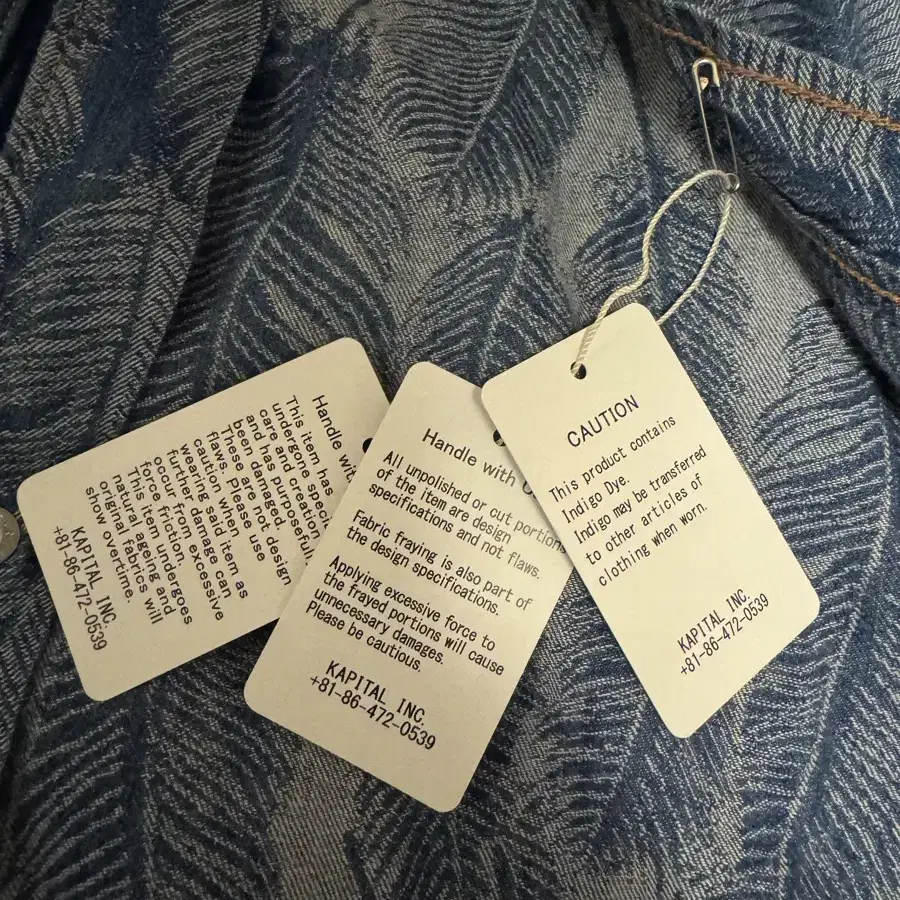 Handle wi
This item has
undergone speci
care and creation
and has purposefull
been damaged.
These are not design
flaws. Please use
caution when
wearing said item as
further damage can
occur from excessive
force friction.
This item undergoes
natural ageing and
original fabrics will
show overtime.
KAPITAL INC.
+81-86-472-0539
Handle with
All unpolished or cut portions
of the item are design
specifications and not flaws.
Fabric fraying is also part of
the design specifications.
Applying excessive force to
the frayed portions will cause
unnecessary damages.
Please be cautious.
KAPITAL INC.
+81-86-472-0539
CAUTION
This product contains
Indigo Dye.
Indigo may be transferred
to other articles of
clothing when worn.
KAPITAL INC.
+81-86-472-0539